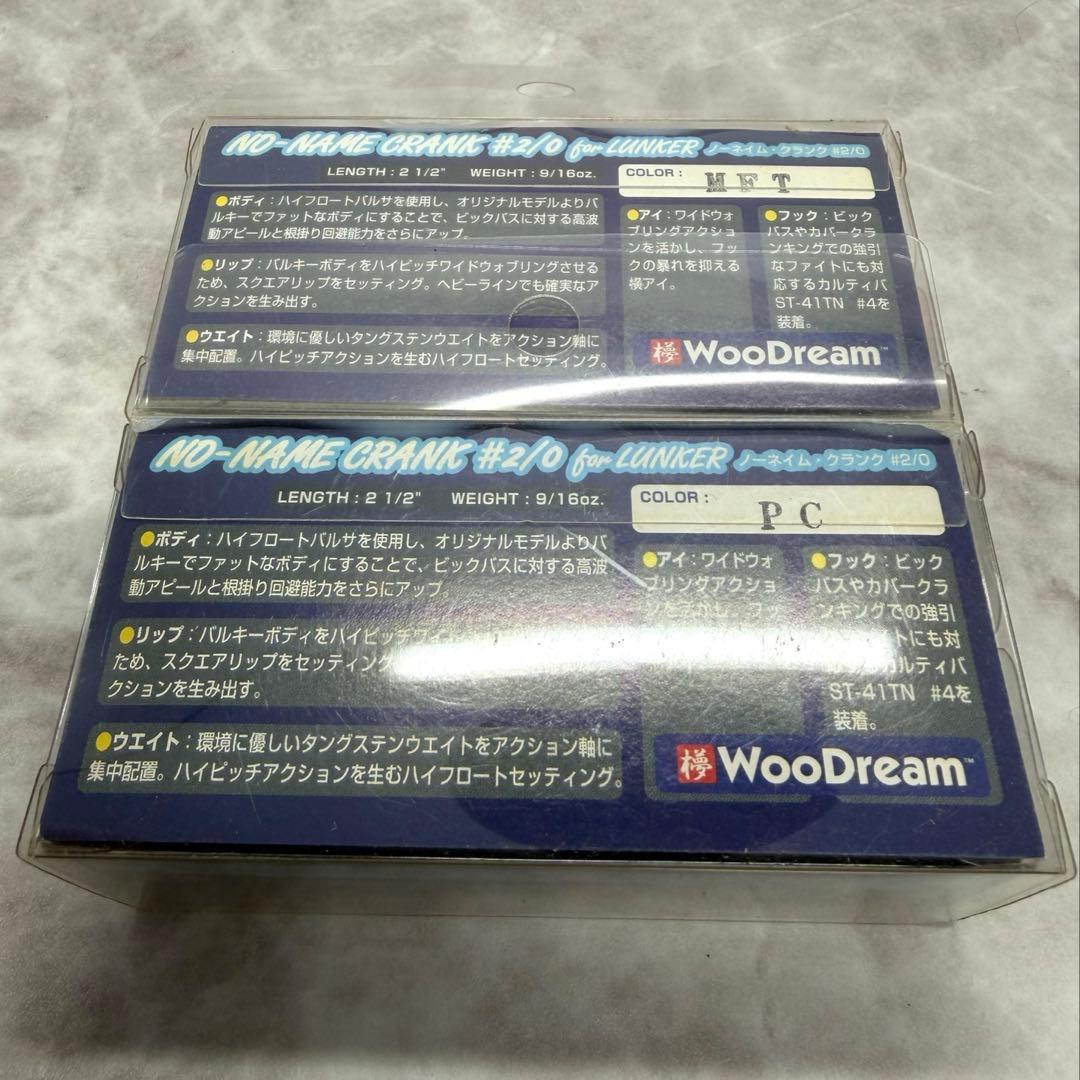 NO-NAME CRANK #2/0 for LUNKER ノーネイム・クランク #2/0
LENGTH : 2 1/2" WEIGHT : 9/16oz.
COLOR : MFT
●ボディ：ハイフロートバルサを使用し、オリジナルモデルよりバ
ルキーでファットなボディにすることで、ビックバスに対する高波
動アピールと根掛り回避能力をさらにアップ。
●リップ：バルキーボディをハイピッチワイドウォブリングさせる
ため、スクエアリップをセッティング。ヘビーラインでも確実なア
クションを生み出す。
●ウエイト：環境に優しいタングステンウエイトをアクション軸に
集中配置。ハイピッチアクションを生むハイフロートセッティング。
●アイ：ワイドウォ
ブリングアクショ
ンを活かし、フッ
クの暴れを抑える
横アイ。
●フック：ビック
バスやカバークラ
ンキングでの強引
なファイトにも対
応するカルティバ
ST-41TN #4を
装着。
樗 WooDream™
NO-NAME CRANK #2/0 for LUNKER ノーネイム・クランク #2/0
LENGTH : 2 1/2" WEIGHT : 9/16oz.
COLOR : PC
●ボディ：ハイフロートバルサを使用し、オリジナルモデルよりバ
ルキーでファットなボディにすることで、ビックバスに対する高波
動アピールと根掛り回避能力をさらにアップ。
●リップ：バルキーボディをハイピッチワイド
ため、スクエアリップをセッティング
クションを生み出す。
●ウエイト：環境に優しいタングステンウエイトをアクション軸に
集中配置。ハイピッチアクションを生むハイフロートセッティング。
●アイ：ワイドウォ
ブリングアクショ
ンを活かし、フッ
●フック：ビック
バスやカバークラ
ンキングでの強引
イトにも対
カルティバ
ST-41TN #4を
装着。
樗 WooDream™